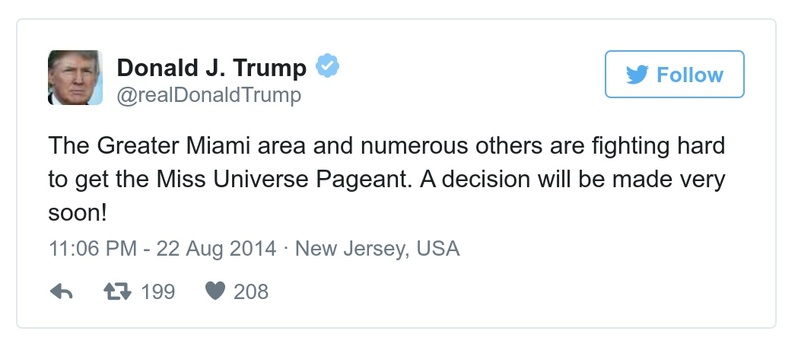 Donald J. Trump
Follow
@realDonaldTrump
The Greater Miami area and numerous others are fighting hard
to get the Miss Universe Pageant. A decision will be made very
soon!
11:06 PM - 22 Aug 2014 · New Jersey, USA
199 208